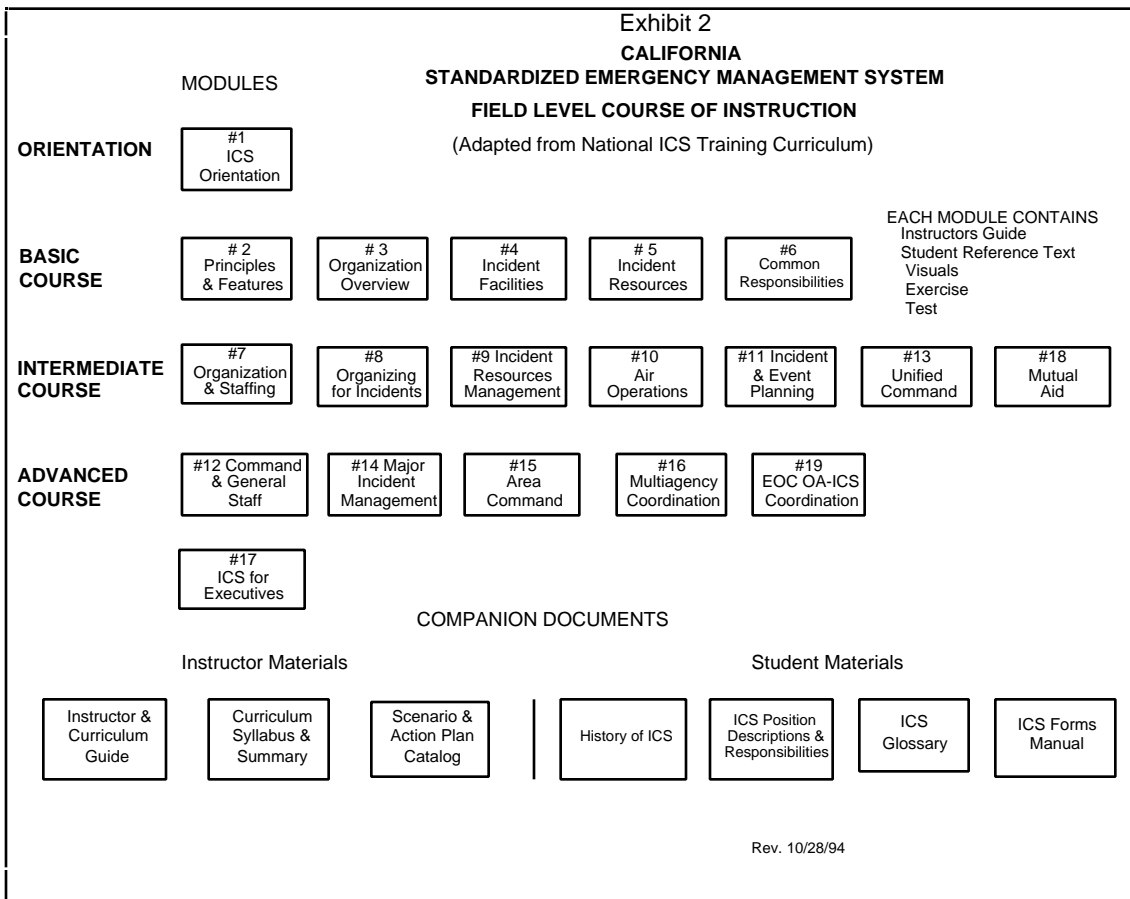 Exhibit 2
CALIFORNIA
STANDARDIZED EMERGENCY MANAGEMENT SYSTEM
FIELD LEVEL COURSE OF INSTRUCTION
(Adapted from National ICS Training Curriculum)
MODULES
ORIENTATION
#1
ICS
Orientation
BASIC
COURSE
# 2
Principles
& Features
# 3
Organization
Overview
#4
Incident
Facilities
# 5
Incident
Resources
#6
Common
Responsibilities
EACH MODULE CONTAINS
Instructors Guide
Student Reference Text
Visuals
Exercise
Test
INTERMEDIATE
COURSE
#7
Organization
& Staffing
#8
Organizing
for Incidents
#9 Incident
Resources
Management
#10
Air
Operations
#11 Incident
& Event
Planning
#13
Unified
Command
#18
Mutual
Aid
ADVANCED
COURSE
#12 Command
& General
Staff
#14 Major
Incident
Management
#15
Area
Command
#16
Multiagency
Coordination
#19
EOC OA-ICS
Coordination
#17
ICS for
Executives
COMPANION DOCUMENTS
Instructor Materials
Student Materials
Instructor &
Curriculum
Guide
Curriculum
Syllabus &
Summary
Scenario &
Action Plan
Catalog
History of ICS
ICS Position
Descriptions &
Responsibilities
ICS
Glossary
ICS Forms
Manual
Rev. 10/28/94